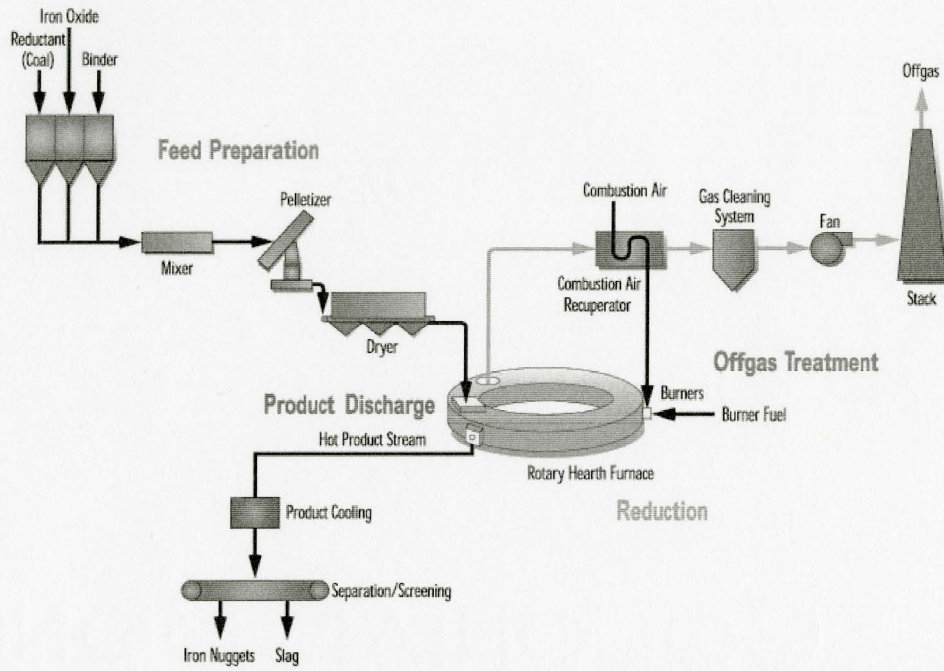 Iron Oxide
Reductant
(Coal)
Binder
Feed Preparation
Pelletizer
Mixer
Dryer
Combustion Air
Gas Cleaning
System
Fan
Offgas
Combustion Air
Recuperator
Stack
Offgas Treatment
Burners
Burner Fuel
Product Discharge
Hot Product Stream
Rotary Hearth Furnace
Reduction
Product Cooling
Separation/Screening
Iron Nuggets
Slag